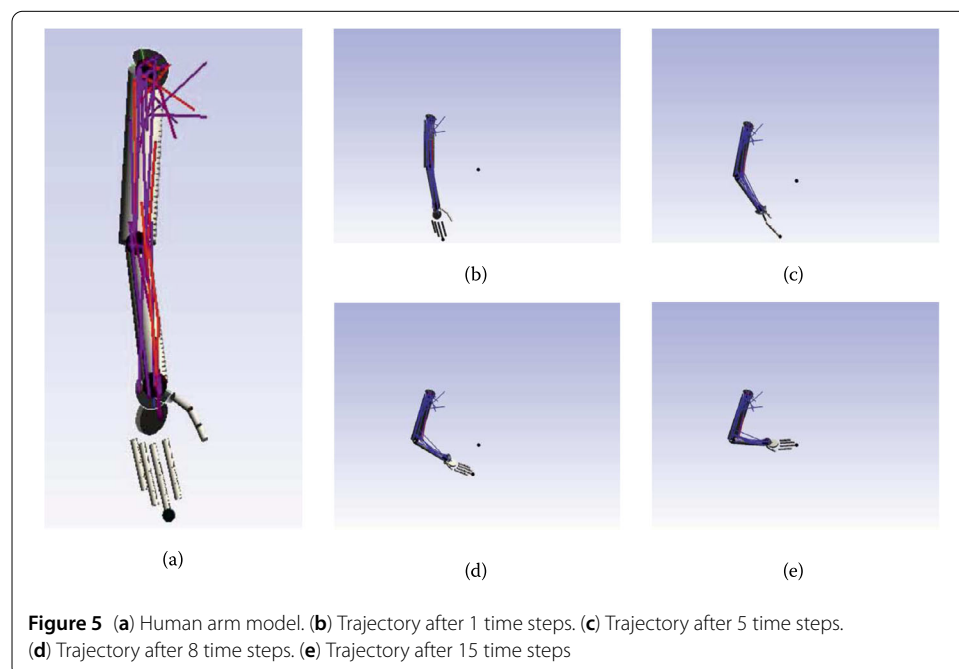 (a)
(b)
(c)
(d)
(e)
Figure 5 (a) Human arm model. (b) Trajectory after 1 time steps. (c) Trajectory after 5 time steps.
(d) Trajectory after 8 time steps. (e) Trajectory after 15 time steps